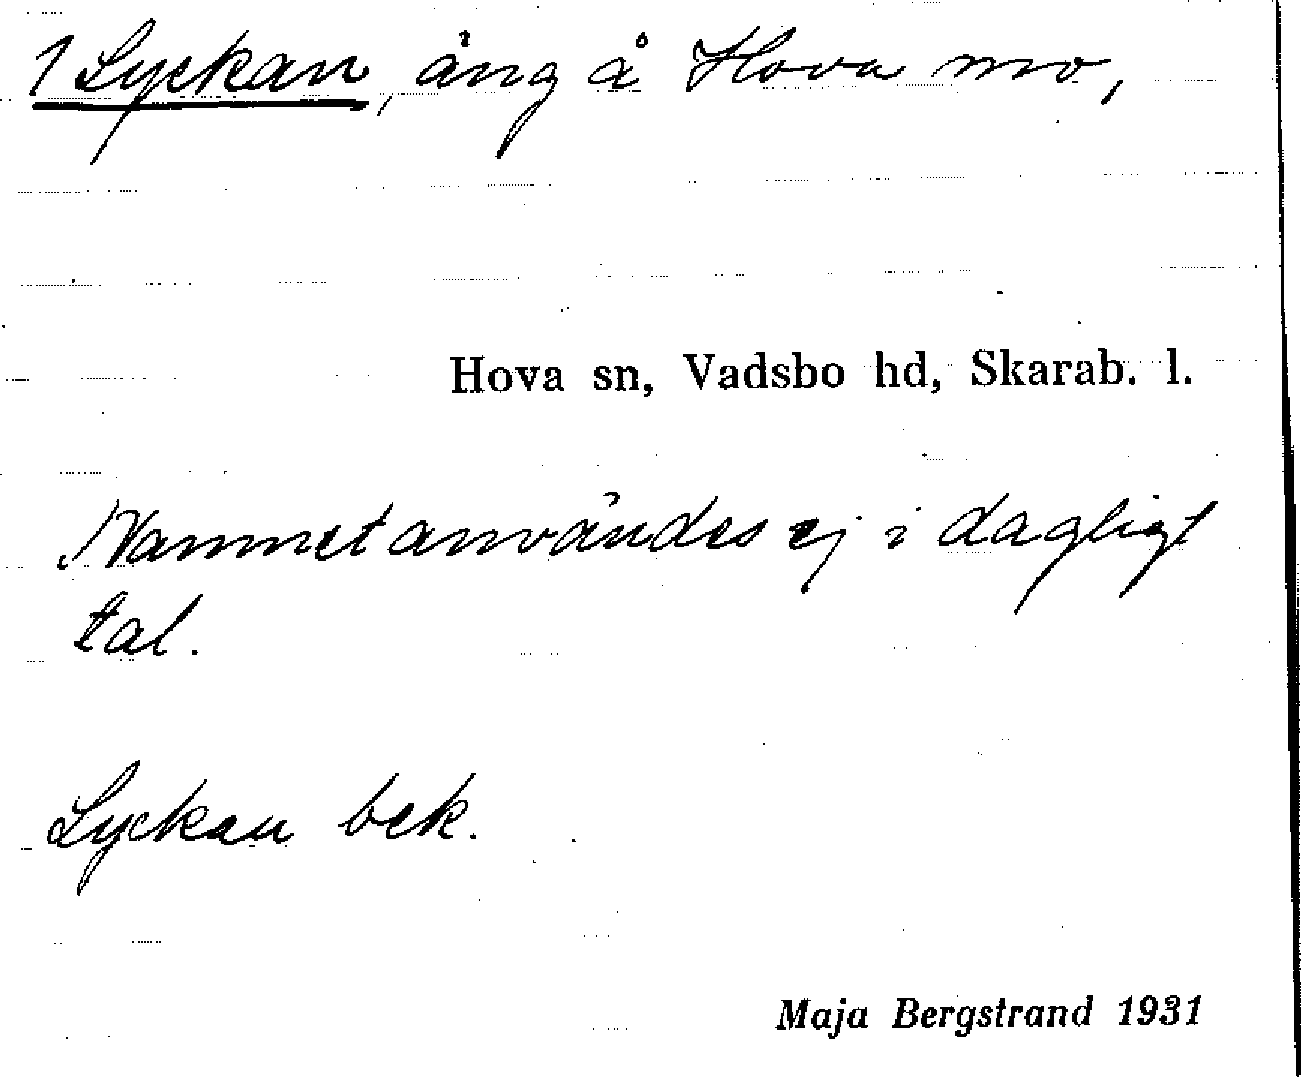 1 Lyckan, äng å Hova mo,
Hova sn, Vadsbo hd, Skarab. l.
Namnet användes ej i dagligt
tal.
Lyckan bek.
Maja Bergstrand 1931